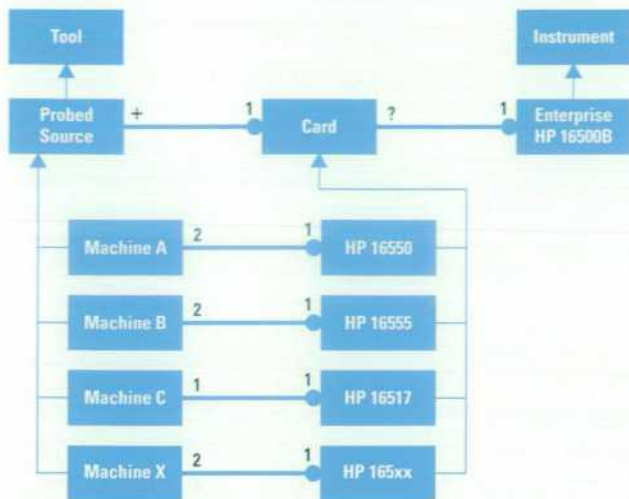 Tool
Instrument
Probed
Source
+
1
Card
?
1
Enterprise
HP 16500B
Machine A
2
1
HP 16550
Machine B
2
1
HP 16555
Machine C
1
1
HP 16517
Machine X
2
1
HP 165xx